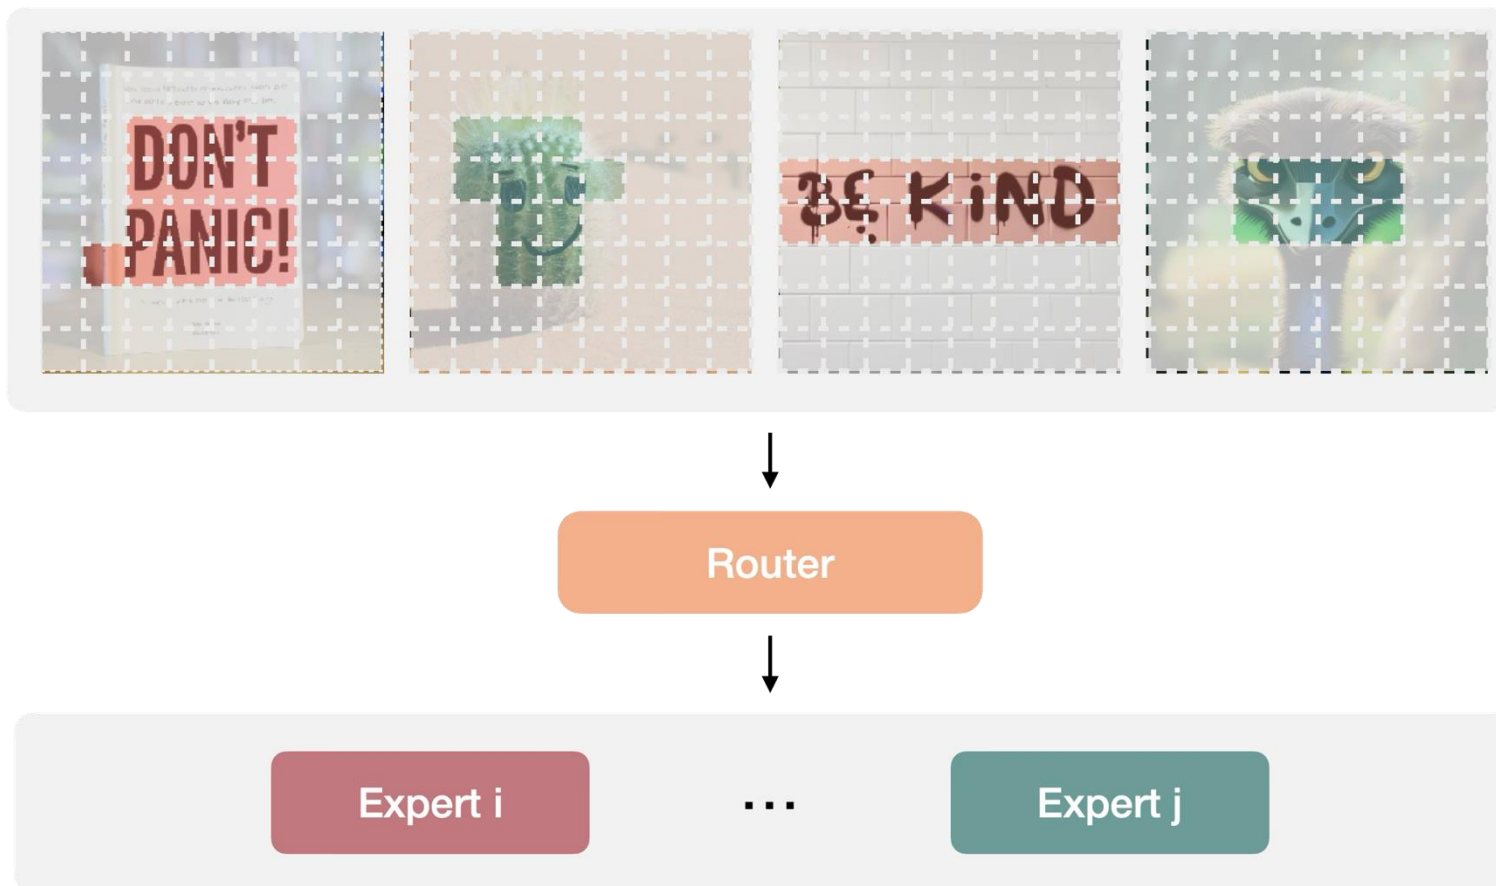 DON'T
PANIC!
BE KiND
Router
Expert i
...
Expert j